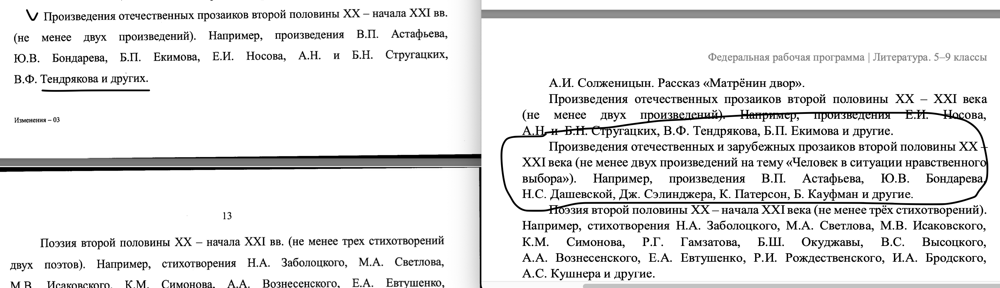 Произведения отечественных прозаиков второй половины XX – начала XXI вв.
(не менее двух произведений). Например, произведения В.П. Астафьева,
Ю.В. Бондарева, Б.П. Екимова, Е.И. Носова, А.Н. и Б.Н. Стругацких,
В.Ф. Тендрякова и других.
Изменения – 03
13
Поэзия второй половины XX – начала XXI вв. (не менее трех стихотворений
двух поэтов). Например, стихотворения Н.А. Заболоцкого, М.А. Светлова,
М.В. Исаковского, К.М. Симонова, А.А. Вознесенского, Е.А. Евтушенко,
Федеральная рабочая программа | Литература. 5–9 классы
А.И. Солженицын. Рассказ «Матрёнин двор».
Произведения отечественных прозаиков второй половины XX – XXI века
(не менее двух произведений). Например, произведения Е.И. Носова,
А.Н. и Б.Н. Стругацких, В.Ф. Тендрякова, Б.П. Екимова и другие.
Произведения отечественных и зарубежных прозаиков второй половины XX –
XXI века (не менее двух произведений на тему «Человек в ситуации нравственного
выбора»). Например, произведения В.П. Астафьева, Ю.В. Бондарева,
Н.С. Дашевской, Дж. Сэлинджера, К. Патерсон, Б. Кауфман и другие.
Поэзия второй половины XX – начала XXI века (не менее трёх стихотворений).
Например, стихотворения Н.А. Заболоцкого, М.А. Светлова, М.В. Исаковского,
К.М. Симонова, Р.Г. Гамзатова, Б.Ш. Окуджавы, В.С. Высоцкого,
А.А. Вознесенского, Е.А. Евтушенко, Р.И. Рождественского, И.А. Бродского,
А.С. Кушнера и другие.